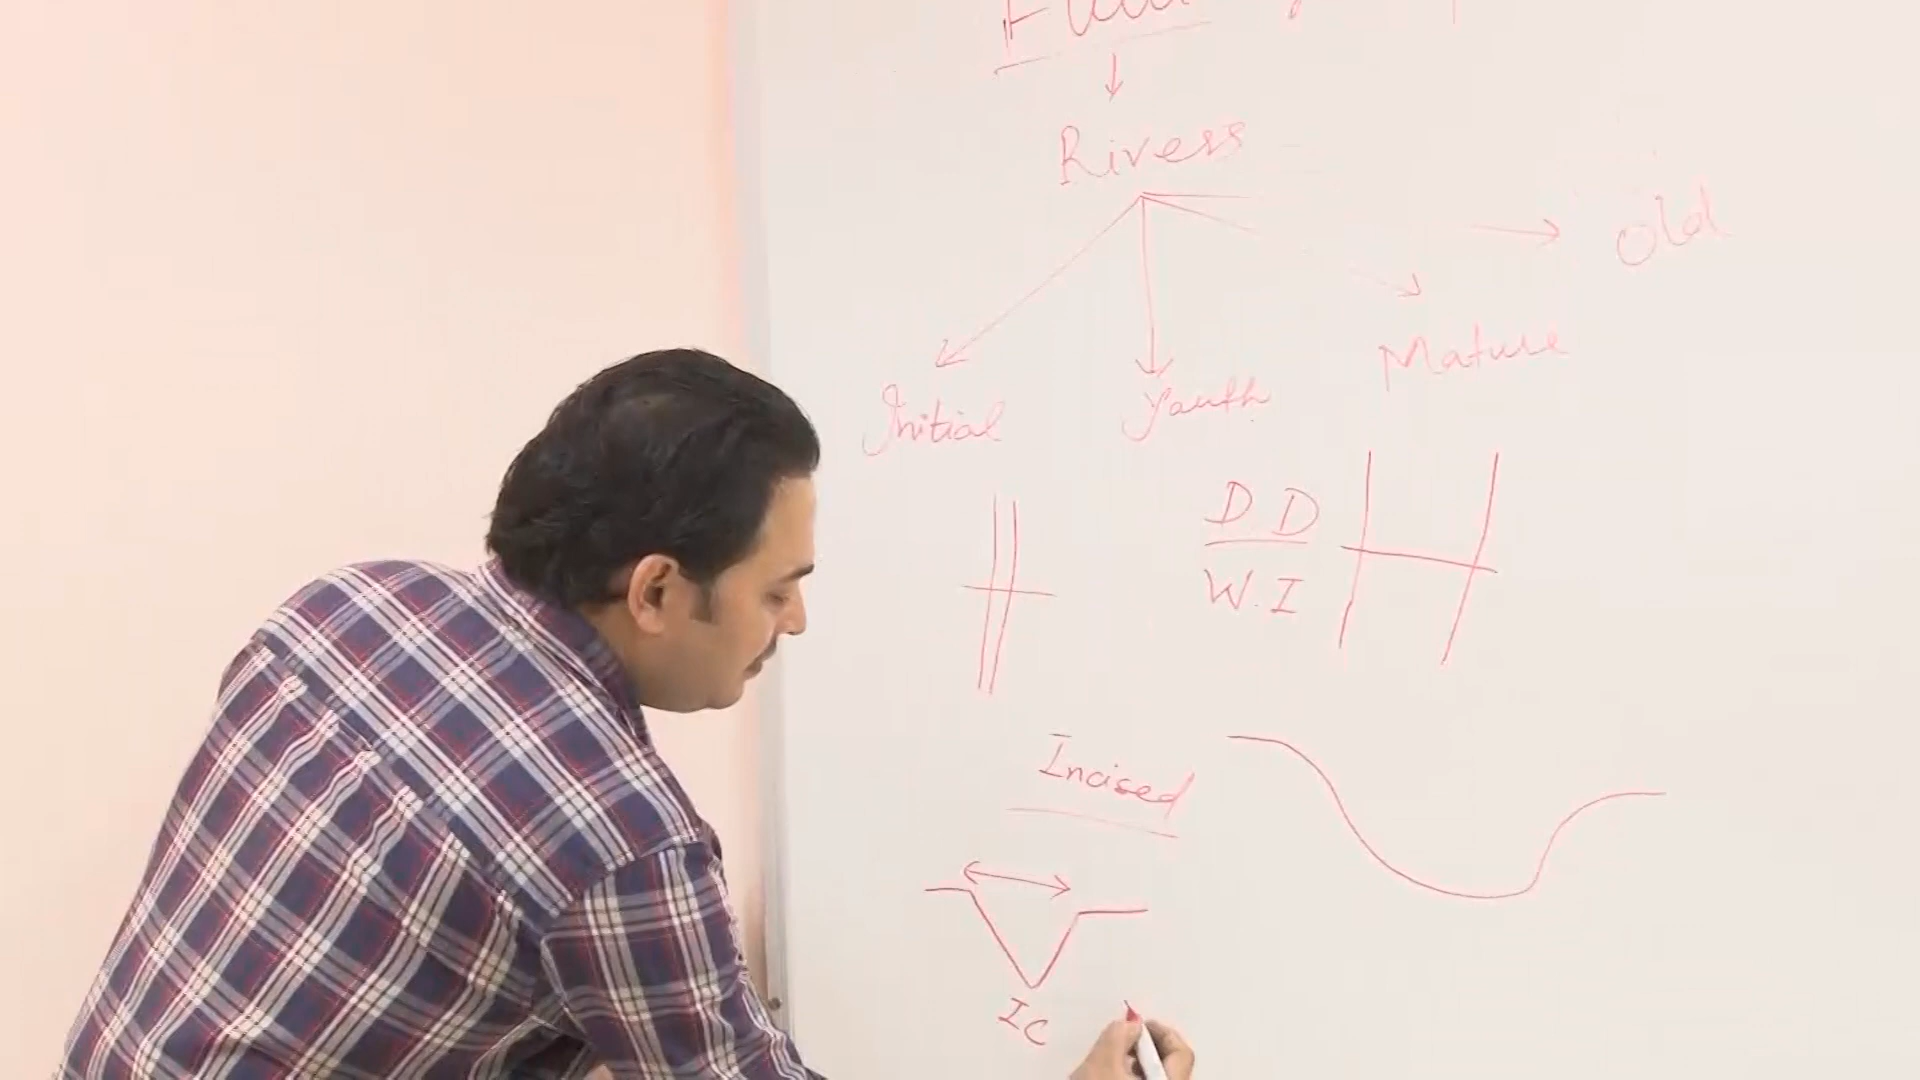 Rivers
Old
Mature
Initial
Youth
D D
W. I
Incised
IC